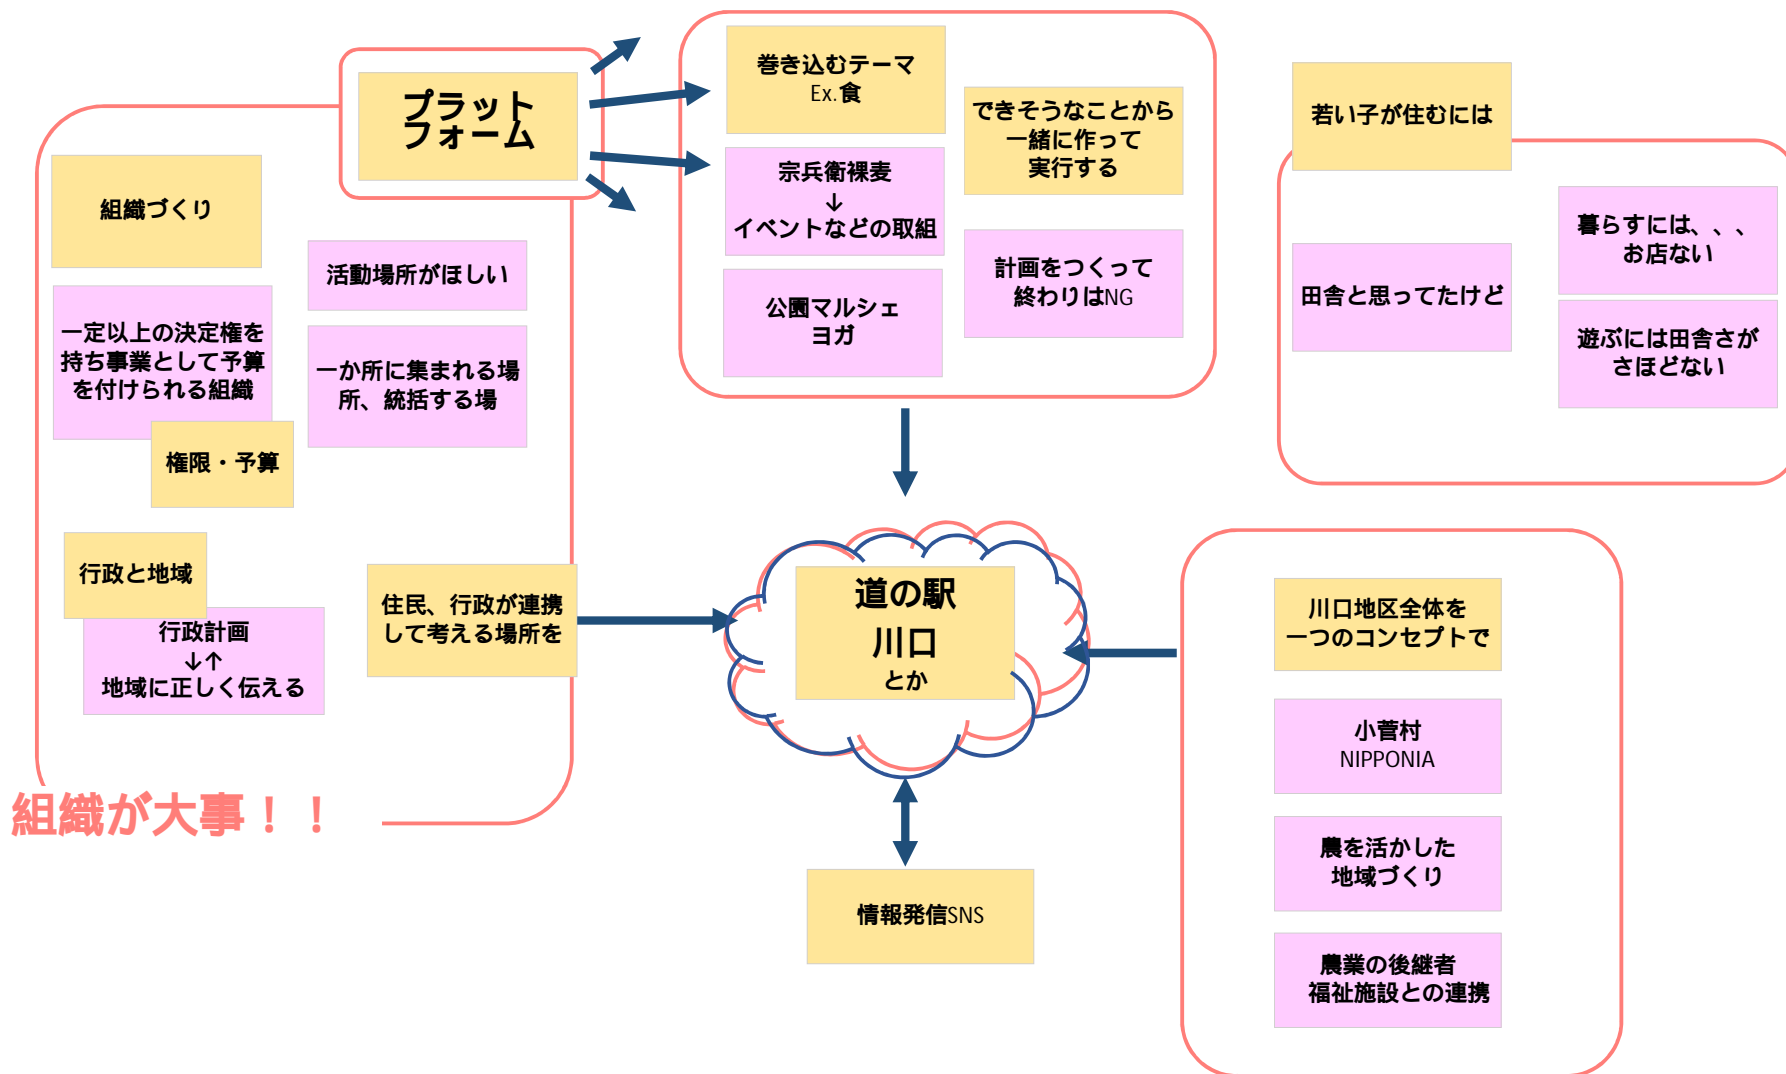 プラット
フォーム
組織づくり
活動場所がほしい
一定以上の決定権を
持ち事業として予算
を付けられる組織
一か所に集まれる場
所、統括する場
権限・予算
行政と地域
行政計画
↓↑
地域に正しく伝える
住民、行政が連携
して考える場所を
組織が大事！！
巻き込むテーマ
Ex.食
できそうなことから
一緒に作って
実行する
宗兵衛裸麦
↓
イベントなどの取組
計画をつくって
終わりはNG
公園マルシェ
ヨガ
若い子が住むには
暮らすには、、、
お店ない
田舎と思ってたけど
遊ぶには田舎さが
さほどない
道の駅
川口
とか
情報発信SNS
川口地区全体を
一つのコンセプトで
小菅村
NIPPONIA
農を活かした
地域づくり
農業の後継者
福祉施設との連携